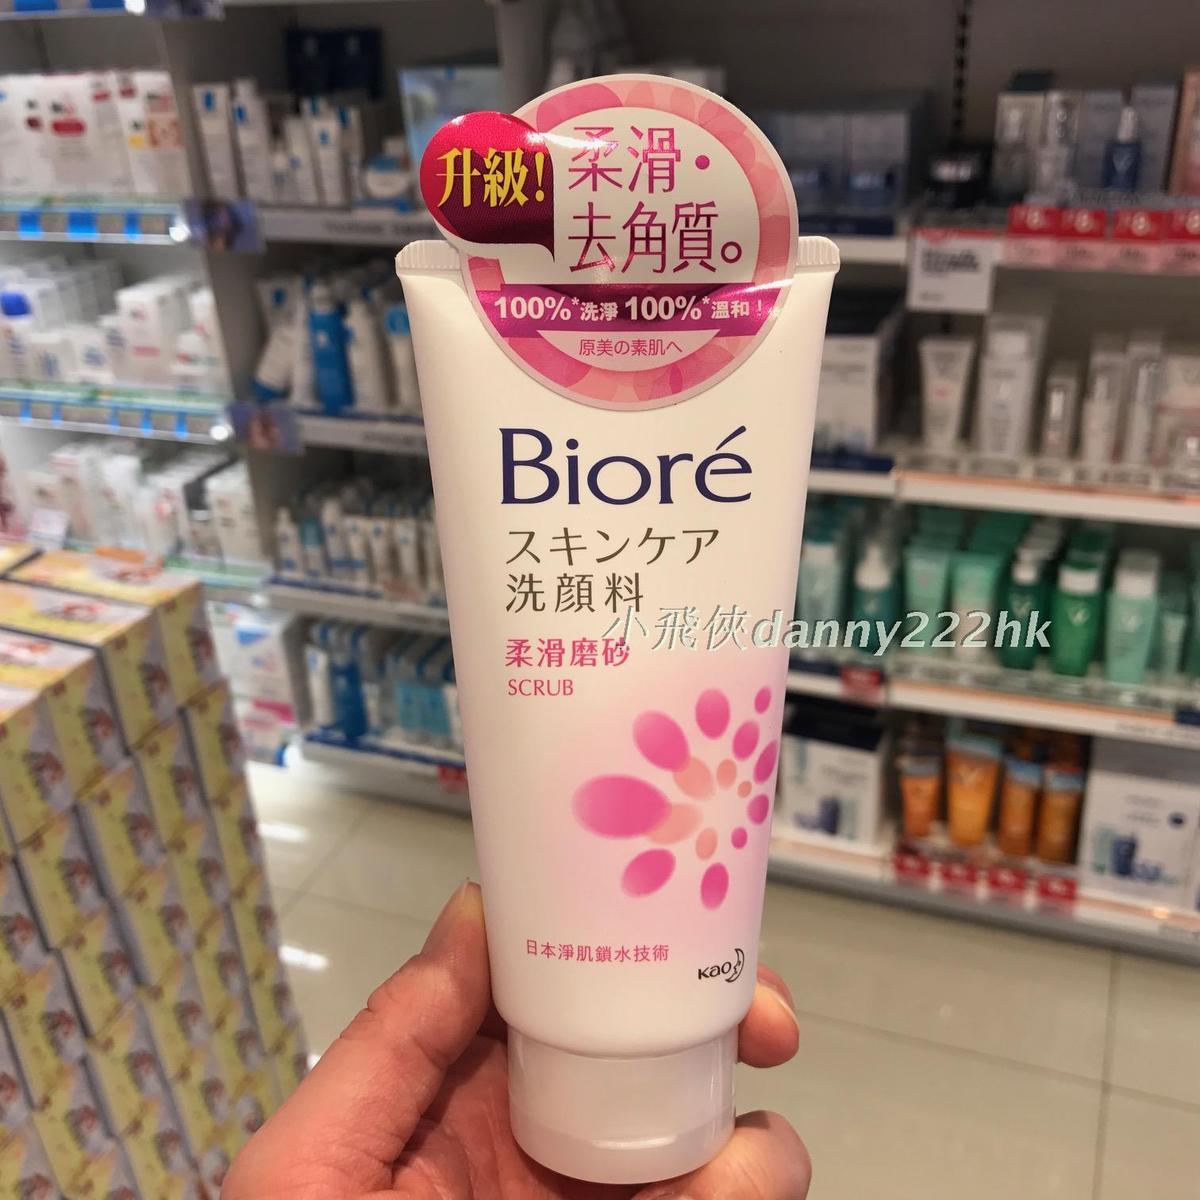 升級!
柔滑・
去角質。
100%*洗淨 100%*溫和!
原美の素肌へ
Bioré
スキンケア
洗顔料
小飛俠danny222hk
柔滑磨砂
SCRUB
日本淨肌鎖水技術
Kao